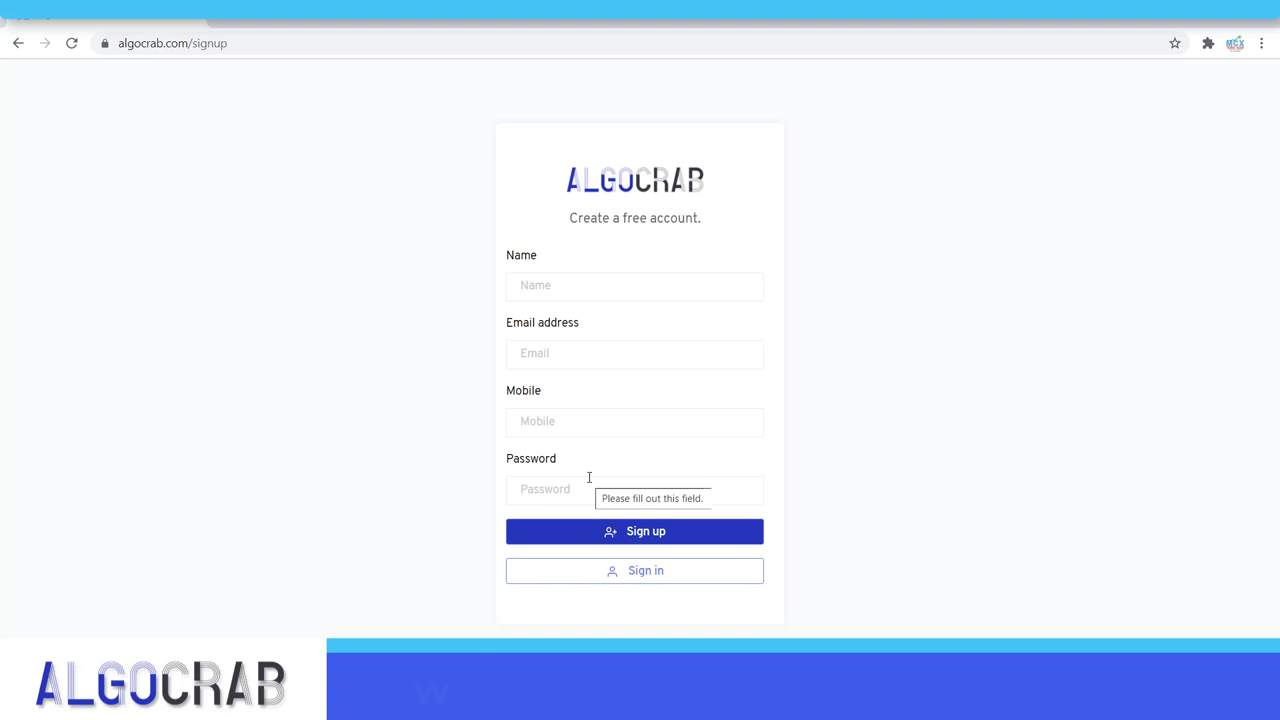 algocrab.com/signup
MCX
ALGOCRAB
Create a free account.
Name
Name
Email address
Email
Mobile
Mobile
Password
Password
Please fill out this field.
Sign up
Sign in
ALGOCRAB
W